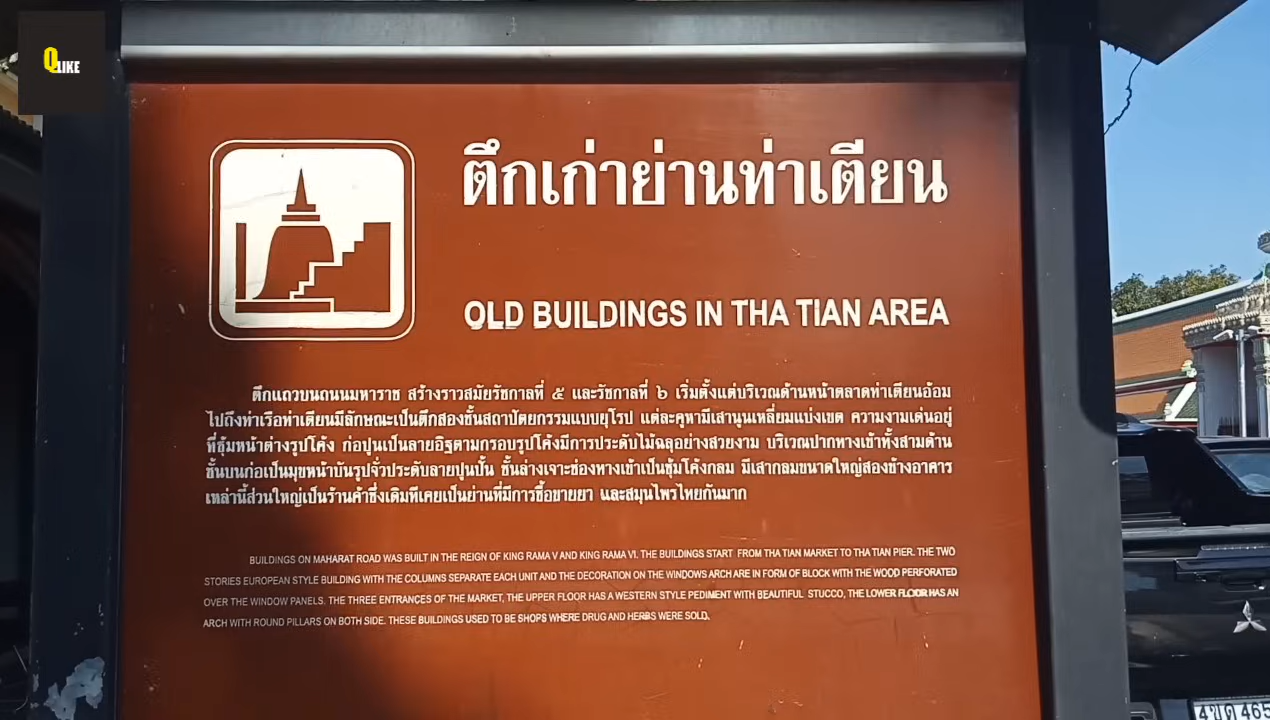 QLIKE
ตึกเก่าย่านท่าเตียน
OLD BUILDINGS IN THA TIAN AREA
ตึกแถวบนถนนมหาราช สร้างราวสมัยรัชกาลที่ ๕ และรัชกาลที่ ๖ เริ่มตั้งแต่บริเวณด้านหน้าตลาดท่าเตียนอ้อม
ไปถึงท่าเรือท่าเตียนมีลักษณะเป็นตึกสองชั้นสถาปัตยกรรมแบบยุโรป แต่ละคูหามีเสานูนเหลี่ยมแบ่งเขต ความงามเด่นอยู่
ที่ซุ้มหน้าต่างรูปโค้ง ก่อปูนเป็นลายอิฐตามกรอบรูปโค้งมีการประดับไม้ฉลุอย่างสวยงาม บริเวณปากทางเข้าทั้งสามด้าน
ชั้นบนก่อเป็นมุขหน้าบันรูปจั่วประดับลายปูนปั้น ชั้นล่างเจาะช่องทางเข้าเป็นซุ้มโค้งกลม มีเสากลมขนาดใหญ่สองข้างอาคาร
เหล่านี้ส่วนใหญ่เป็นร้านค้าซึ่งเดิมทีเคยเป็นย่านที่มีการซื้อขายยา และสมุนไพรไทยกันมาก
BUILDINGS ON MAHARAT ROAD WAS BUILT IN THE REIGN OF KING RAMA V AND KING RAMA VI. THE BUILDINGS START FROM THA TIAN MARKET TO THA TIAN PIER. THE TWO
STORIES EUROPEAN STYLE BUILDING WITH THE COLUMNS SEPARATE EACH UNIT AND THE DECORATION ON THE WINDOWS ARCH ARE IN FORM OF BLOCK WITH THE WOOD PERFORATED
OVER THE WINDOW PANELS. THE THREE ENTRANCES OF THE MARKET, THE UPPER FLOOR HAS A WESTERN STYLE PEDIMENT WITH BEAUTIFUL STUCCO, THE LOWER FLOOR HAS AN
ARCH WITH ROUND PILLARS ON BOTH SIDE. THESE BUILDINGS USED TO BE SHOPS WHERE DRUG AND HERBS WERE SOLD.